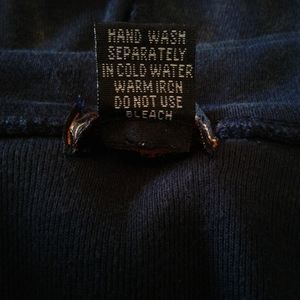 HAND WASH
SEPARATELY
IN COLD WATER
WARM IRON
DO NOT USE
BLEACH